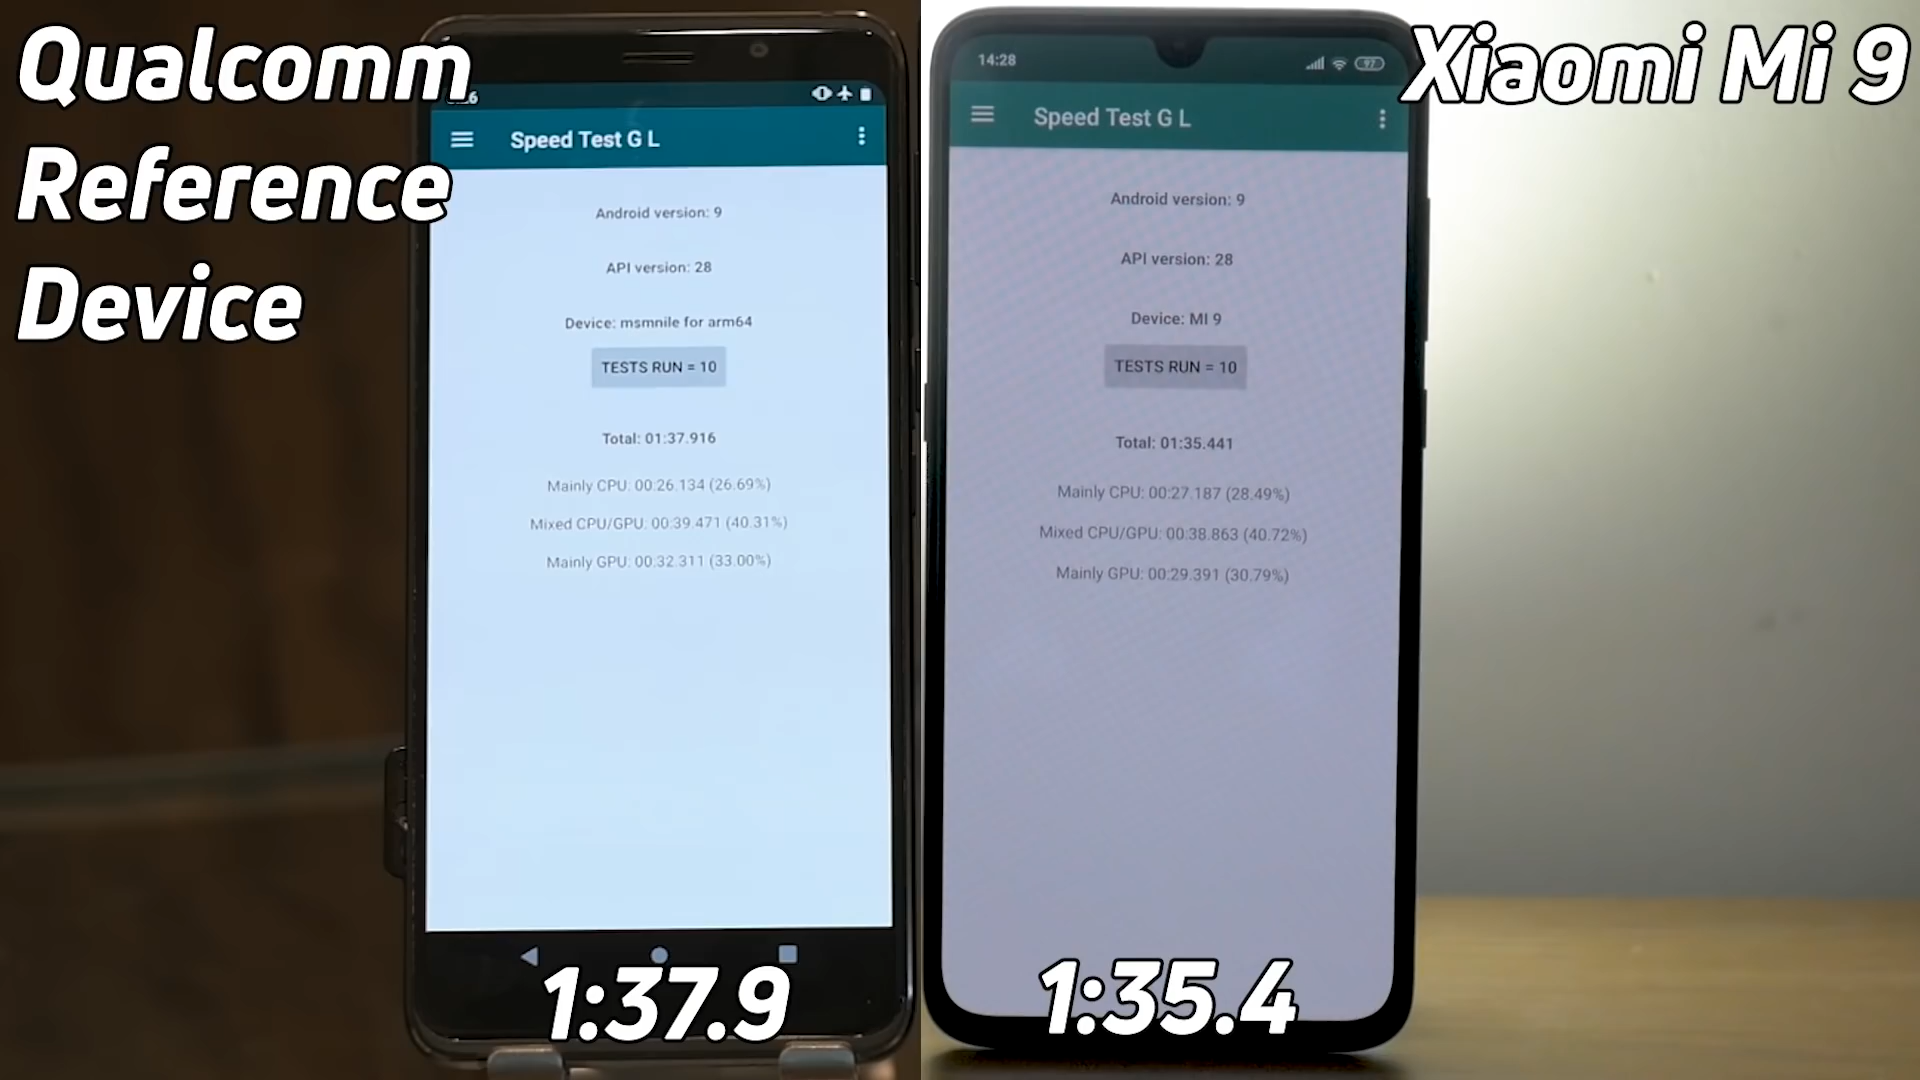 Qualcomm
Reference
Device
Speed Test G L
Android version: 9
API version: 28
Device: msmnile for arm64
TESTS RUN = 10
Total: 01:37.916
Mainly CPU: 00:26.134 (26.69%)
Mixed CPU/GPU: 00:39.471 (40.31%)
Mainly GPU: 00:32.311 (33.00%)
1:37.9
Xiaomi Mi 9
14:28
97
Speed Test G L
Android version: 9
API version: 28
Device: MI 9
TESTS RUN = 10
Total: 01:35.441
Mainly CPU: 00:27.187 (28.49%)
Mixed CPU/GPU: 00:38.863 (40.72%)
Mainly GPU: 00:29.391 (30.79%)
1:35.4